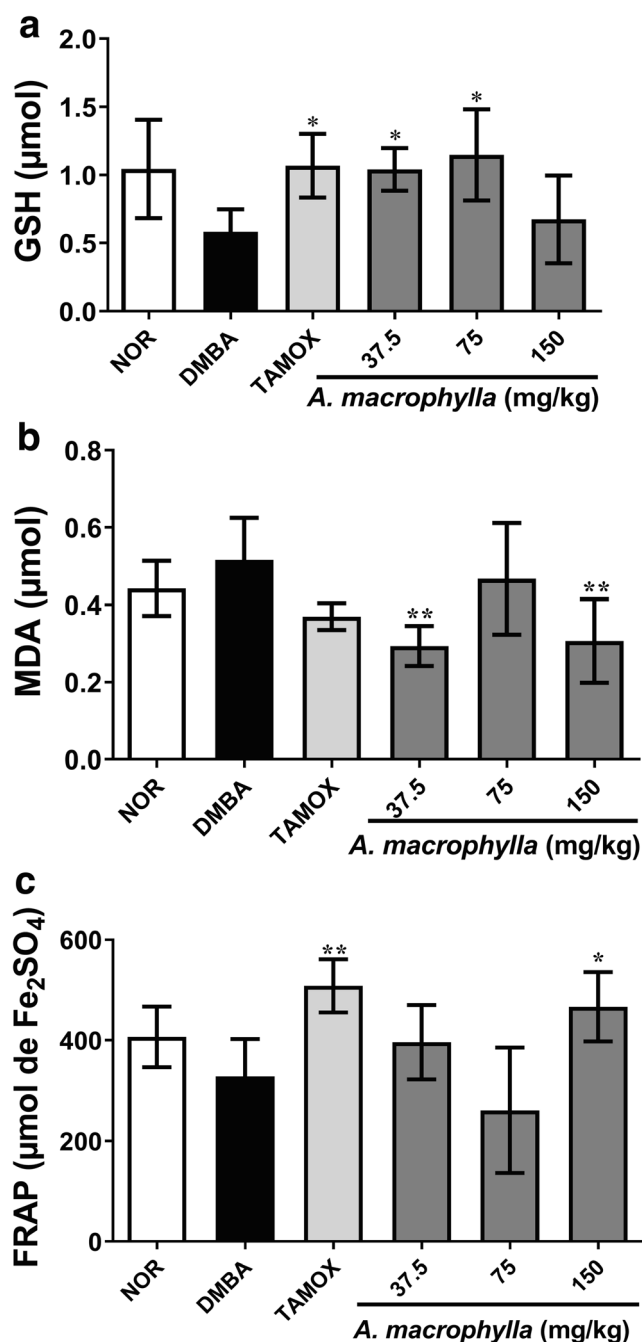 a
GSH (µmol)
2.0
1.5
1.0
0.5
0.0
* * *
NOR DMBA TAMOX 37.5 75 150
A. macrophylla (mg/kg)
b
MDA (µmol)
0.8
0.6
0.4
0.2
0.0
** **
NOR DMBA TAMOX 37.5 75 150
A. macrophylla (mg/kg)
c
FRAP (µmol de Fe₂SO₄)
600
400
200
0
** *
NOR DMBA TAMOX 37.5 75 150
A. macrophylla (mg/kg)